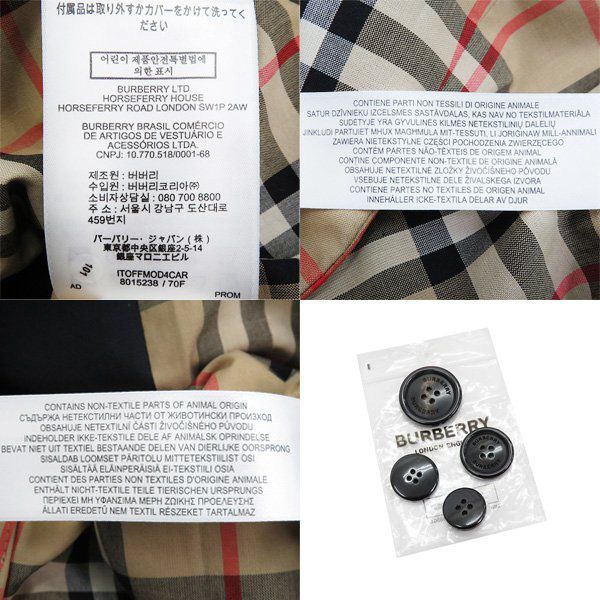 付属品は取り外すかカバーをかけて洗ってく
ださい
어린이 제품안전특별법에
의한 표시
BURBERRY LTD
HORSEFERRY HOUSE
HORSEFERRY ROAD LONDON SW1P 2AW
BURBERRY BRASIL COMÉRCIO
DE ARTIGOS DE VESTUÁRIO E
ACESSÓRIOS LTDA.
CNPJ: 10.770.518/0001-68
제조원 : 버버리
수입원 : 버버리코리아㈜
소비자상담실 : 080 700 8800
주소 : 서울시 강남구 도산대로
459번지
バーバリー・ジャパン(株)
東京都中央区銀座2-5-14
銀座マロニエビル
101
ITOFFMOD4CAR
8015238 / 70F
AD
PROM
CONTIENE PARTI NON TESSILI DI ORIGINE ANIMALE
SATUR DZĪVNIEKU IZCELSMES SASTĀVDAĻAS, KAS NAV NO TEKSTILMATERIĀLA
SUDĖTYJE YRA GYVULINĖS KILMĖS NETEKSTILINIŲ DALELIŲ
JINKLUDI PARTIJIET MHUX MAGHMULA MIT-TESSUTI, LI JORIĠINAW MILL-ANNIMALI
ZAWIERA NIETEKSTYLNE CZĘŚCI POCHODZENIA ZWIERZĘCEGO
CONTÉM PARTES NÃO-TÊXTEIS DE ORIGEM ANIMAL
CONȚINE COMPONENTE NON-TEXTILE DE ORIGINE ANIMALĂ
OBSAHUJE NETEXTILNÉ ZLOŽKY ŽIVOČÍŠNEHO PÔVODU
VSEBUJE NETEKSTILNE DELE ŽIVALSKEGA IZVORA
CONTIENE PARTES NO TEXTILES DE ORIGEN ANIMAL
INNEHÅLLER ICKE-TEXTILA DELAR AV DJUR
CONTAINS NON-TEXTILE PARTS OF ANIMAL ORIGIN
СЪДЪРЖА НЕТЕКСТИЛНИ ЧАСТИ ОТ ЖИВОТИНСКИ ПРОИЗХОД
OBSAHUJE NETEXTILNÍ ČÁSTI ŽIVOČIŠNÉHO PŮVODU
INDEHOLDER IKKE-TEKSTILE DELE AF ANIMALSK OPRINDELSE
BEVAT NIET UIT TEXTIEL BESTAANDE DELEN VAN DIERLIJKE OORSPRONG
SISALDAB LOOMSET PÄRITOLU MITTETEKSTIILIST OSI
SISÄLTÄÄ ELÄINPERÄISIÄ EI-TEKSTIILI OSIA
CONTIENT DES PARTIES NON TEXTILES D'ORIGINE ANIMALE
ENTHÄLT NICHT-TEXTILE TEILE TIERISCHEN URSPRUNGS
ΠΕΡΙΕΧΕΙ ΜΗ ΥΦΑΝΣΙΜΑ ΜΕΡΗ ΖΩΙΚΗΣ ΠΡΟΕΛΕΥΣΗΣ
ÁLLATI EREDETŰ NEM TEXTIL RÉSZEKET TARTALMAZ
BURBERRY
BURBERRY
BURBERRY
LONDON ENGL
BURBERRY
BURBERRY